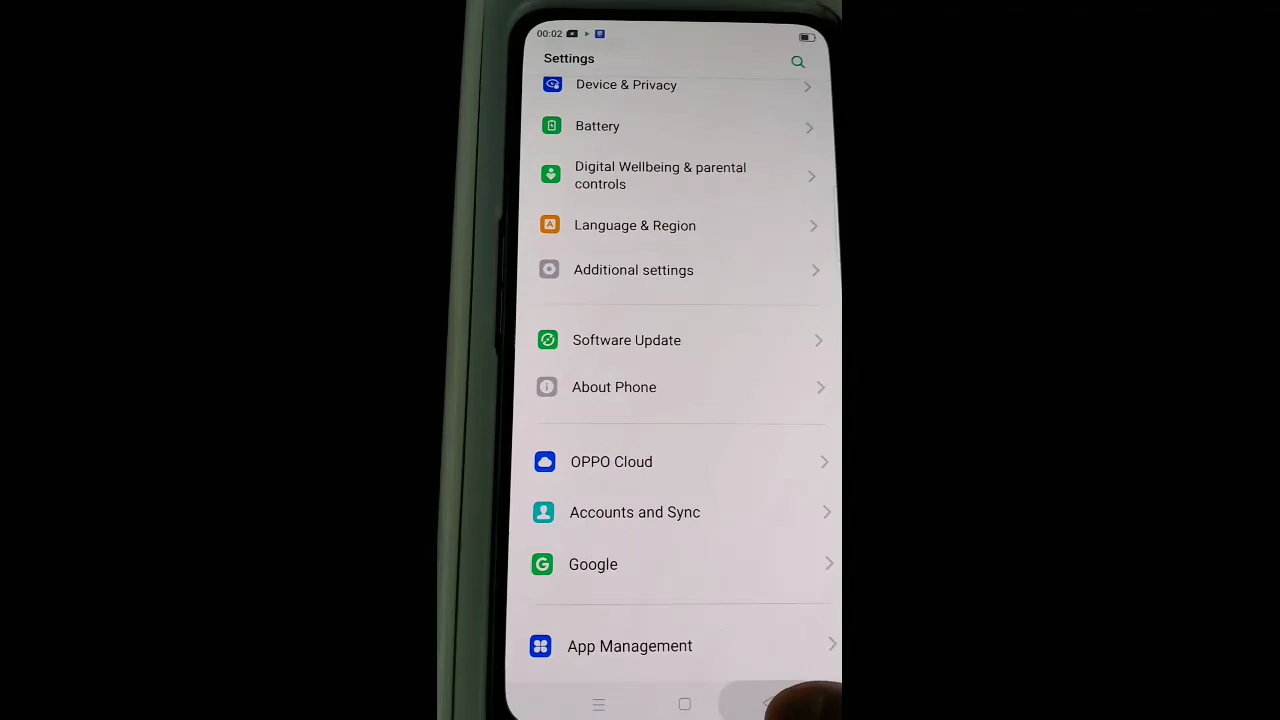 00:02
Settings
Device & Privacy
Battery
Digital Wellbeing & parental
controls
Language & Region
Additional settings
Software Update
About Phone
OPPO Cloud
Accounts and Sync
Google
App Management